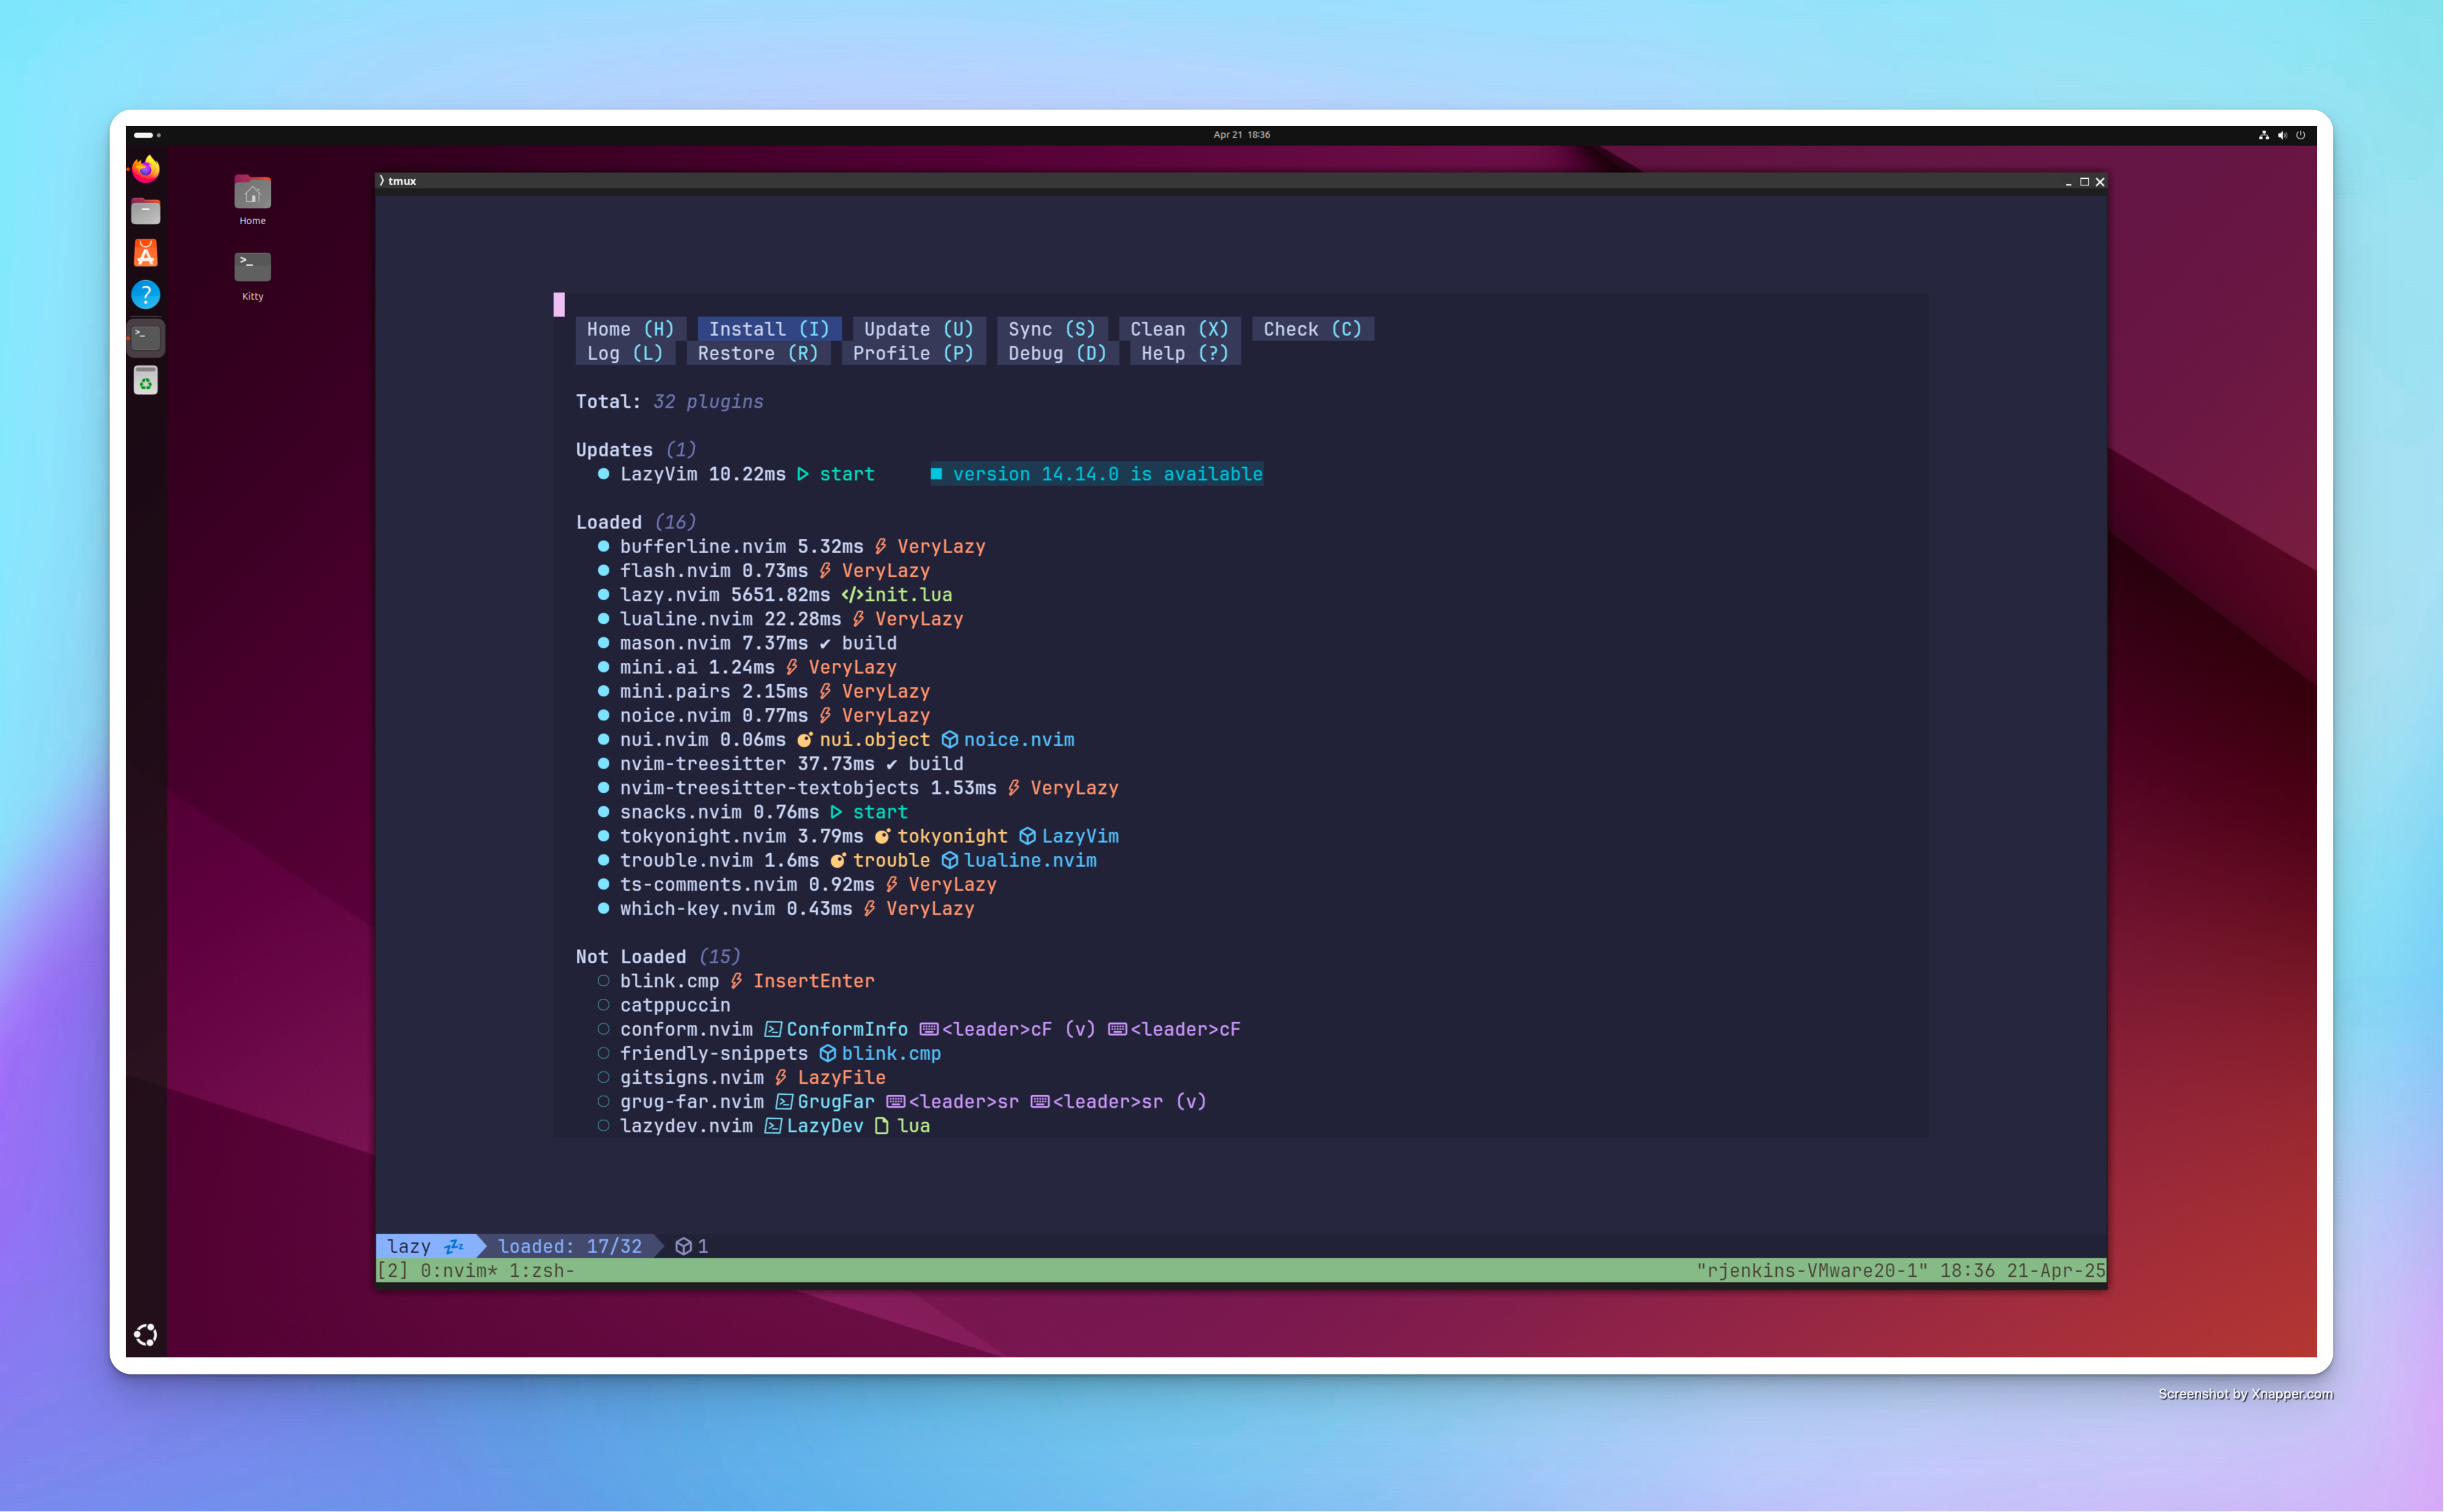 Apr 21 18:36
tmux
Home
Kitty
Home (H) Install (I) Update (U) Sync (S) Clean (X) Check (C)
Log (L) Restore (R) Profile (P) Debug (D) Help (?)
Total: 32 plugins
Updates (1)
● LazyVim 10.22ms ▷ start ■ version 14.14.0 is available
Loaded (16)
● bufferline.nvim 5.32ms VeryLazy
● flash.nvim 0.73ms VeryLazy
● lazy.nvim 5651.82ms </>init.lua
● lualine.nvim 22.28ms VeryLazy
● mason.nvim 7.37ms ✔ build
● mini.ai 1.24ms VeryLazy
● mini.pairs 2.15ms VeryLazy
● noice.nvim 0.77ms VeryLazy
● nui.nvim 0.06ms nui.object noice.nvim
● nvim-treesitter 37.73ms ✔ build
● nvim-treesitter-textobjects 1.53ms VeryLazy
● snacks.nvim 0.76ms ▷ start
● tokyonight.nvim 3.79ms tokyonight LazyVim
● trouble.nvim 1.6ms trouble lualine.nvim
● ts-comments.nvim 0.92ms VeryLazy
● which-key.nvim 0.43ms VeryLazy
Not Loaded (15)
○ blink.cmp InsertEnter
○ catppuccin
○ conform.nvim ConformInfo <leader>cF (v) <leader>cF
○ friendly-snippets blink.cmp
○ gitsigns.nvim LazyFile
○ grug-far.nvim GrugFar <leader>sr <leader>sr (v)
○ lazydev.nvim LazyDev lua
lazy 💤 loaded: 17/32 1
[2] 0:nvim* 1:zsh- "rjenkins-VMware20-1" 18:36 21-Apr-25
Screenshot by Xnapper.com